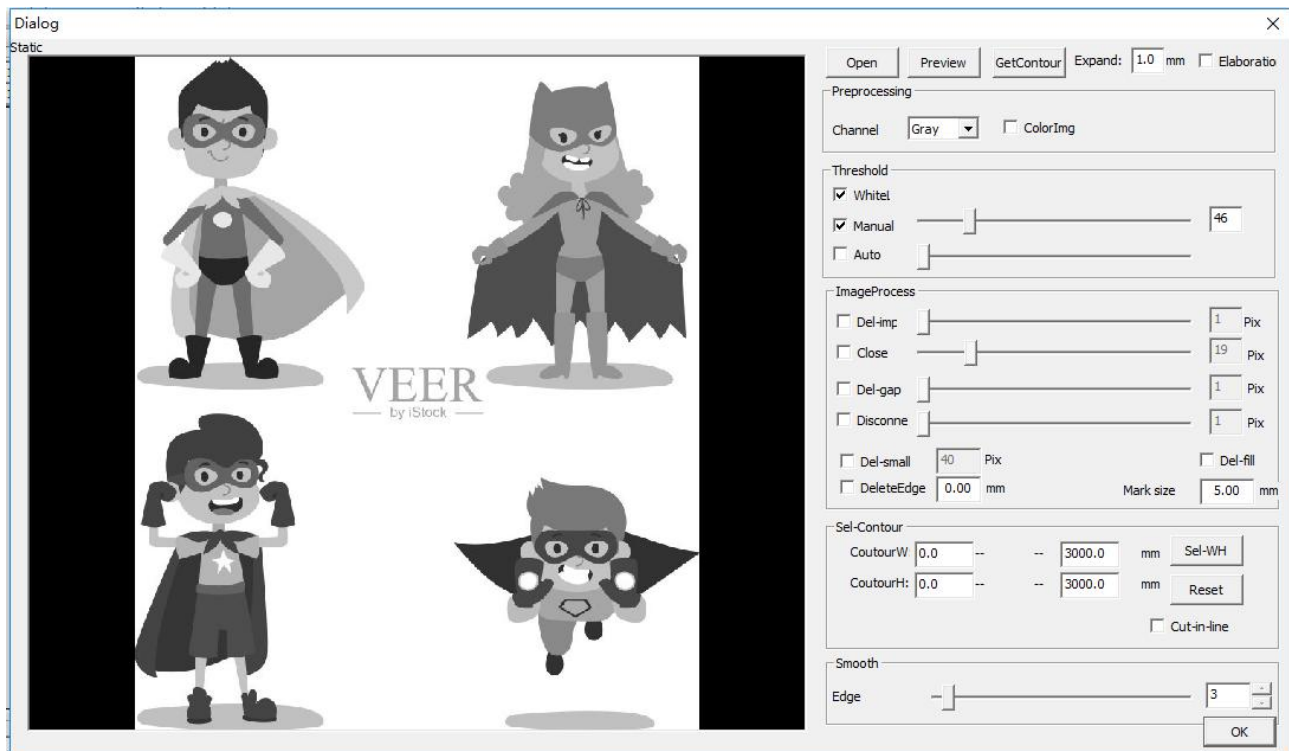 Dialog
Static
Open Preview GetContour Expand: 1.0 mm Elaboratio
Preprocessing
Channel Gray ColorImg
Threshold
WhiteL
Manual 46
Auto
ImageProcess
Del-imp 1 Pix
Close 19 Pix
Del-gap 1 Pix
Disconne 1 Pix
Del-small 40 Pix Del-fill
DeleteEdge 0.00 mm Mark size 5.00 mm
Sel-Contour
CoutourW 0.0 -- -- 3000.0 mm Sel-WH
CoutourH: 0.0 -- -- 3000.0 mm Reset
Cut-in-line
Smooth
Edge 3
OK
VEER
by iStock